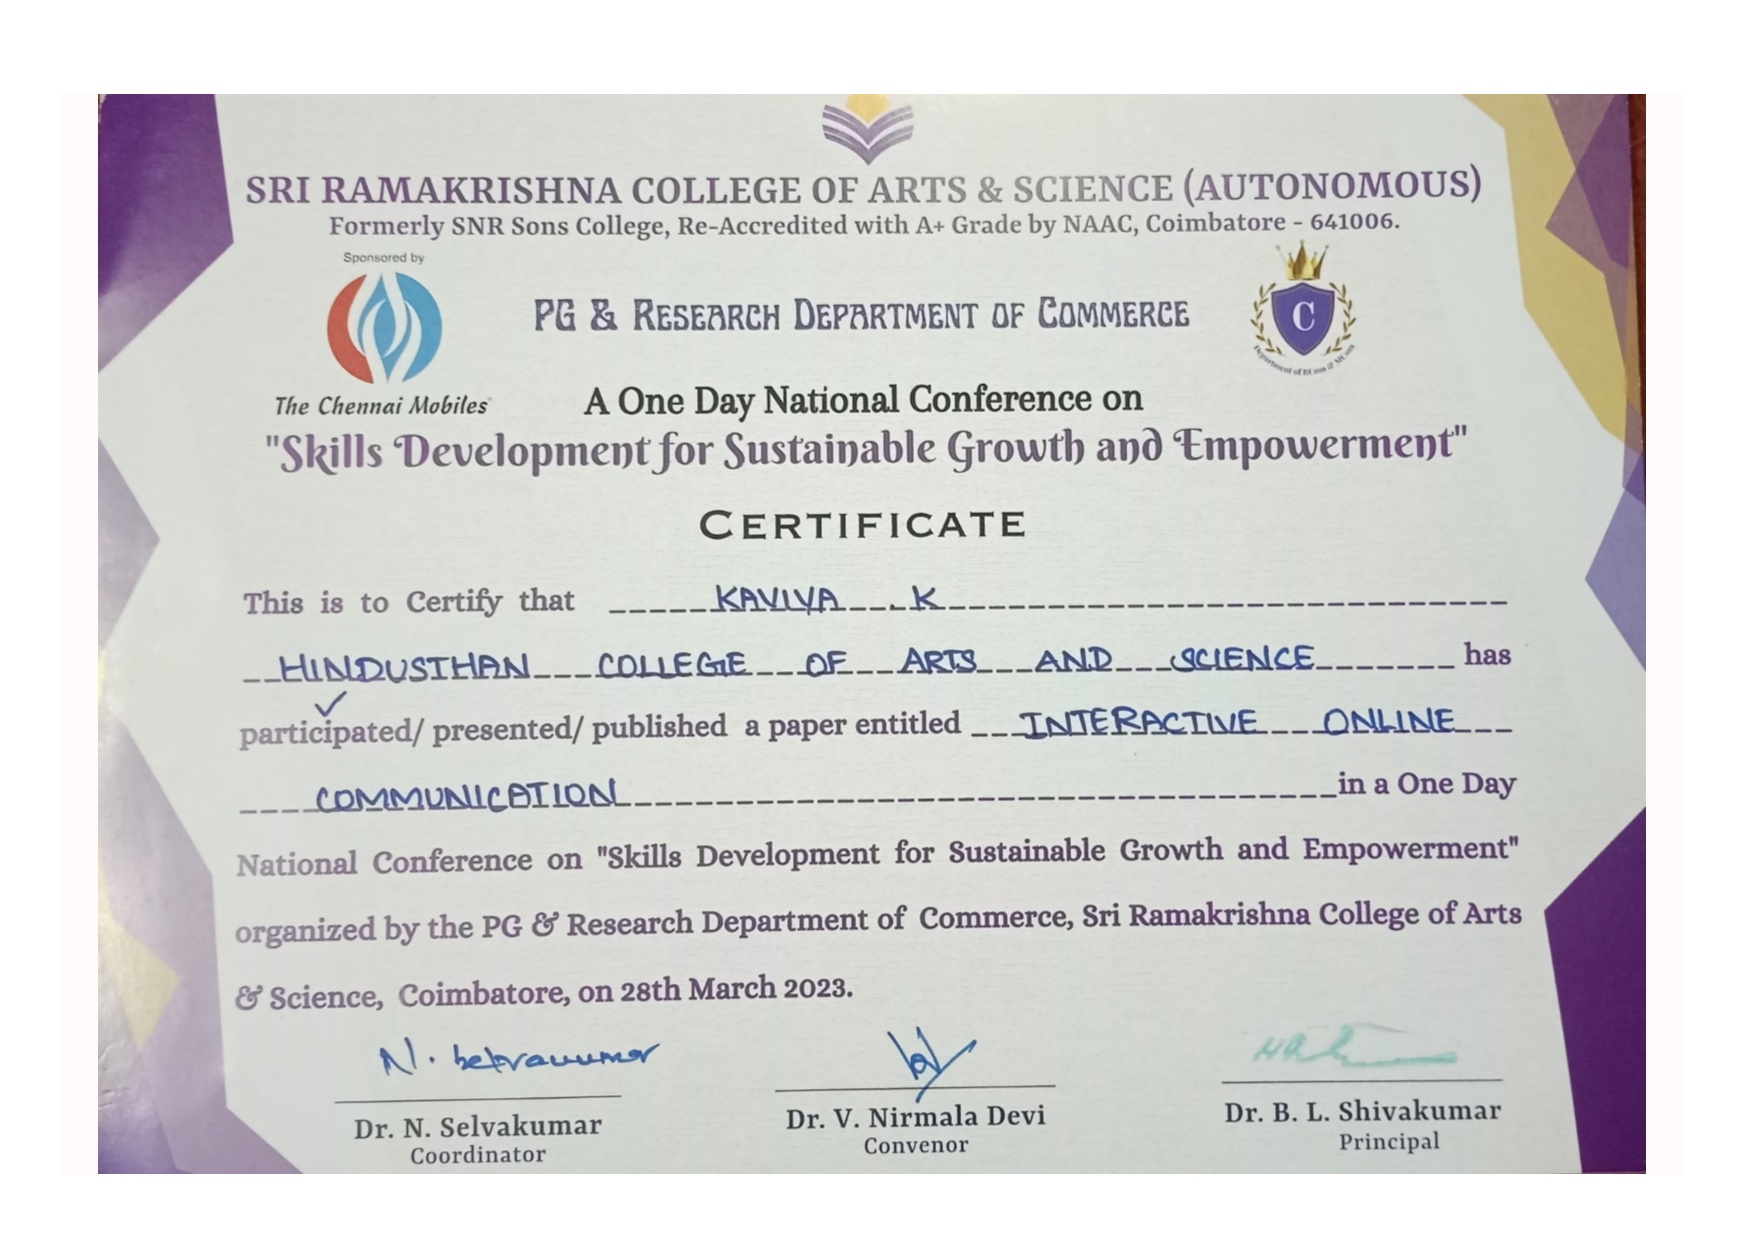 SRI RAMAKRISHNA COLLEGE OF ARTS & SCIENCE (AUTONOMOUS)
Formerly SNR Sons College, Re-Accredited with A+ Grade by NAAC, Coimbatore - 641006.
Sponsored by
The Chennai Mobiles
PG & RESEARCH DEPARTMENT OF COMMERCE
C
A One Day National Conference on
"Skills Development for Sustainable Growth and Empowerment"
CERTIFICATE
This is to Certify that KAVIYA K
HINDUSTHAN COLLEGE OF ARTS AND SCIENCE has
participated/ presented/ published a paper entitled INTERACTIVE ONLINE
COMMUNICATION in a One Day
National Conference on "Skills Development for Sustainable Growth and Empowerment"
organized by the PG & Research Department of Commerce, Sri Ramakrishna College of Arts
& Science, Coimbatore, on 28th March 2023.
Dr. N. Selvakumar
Coordinator
Dr. V. Nirmala Devi
Convenor
Dr. B. L. Shivakumar
Principal